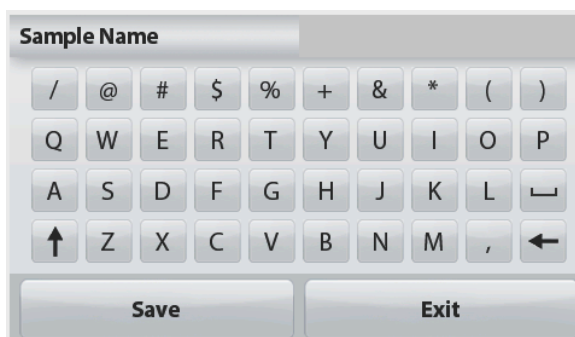 Sample Name
/ @ # $ % + & * ( )
Q W E R T Y U I O P
A S D F G H J K L
Z X C V B N M ,
Save Exit